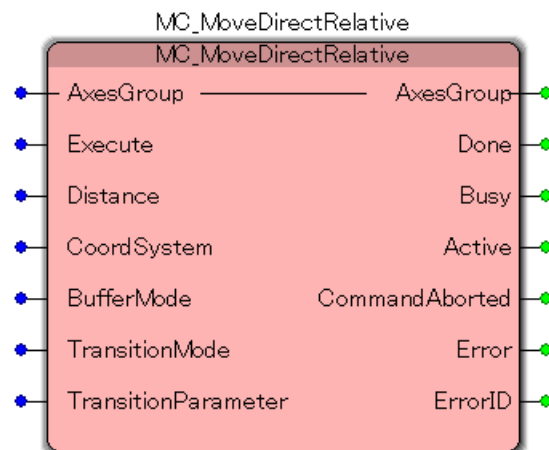 MC_MoveDirectRelative
MC_MoveDirectRelative
AxesGroup AxesGroup
Execute Done
Distance Busy
CoordSystem Active
BufferMode CommandAborted
TransitionMode Error
TransitionParameter ErrorID